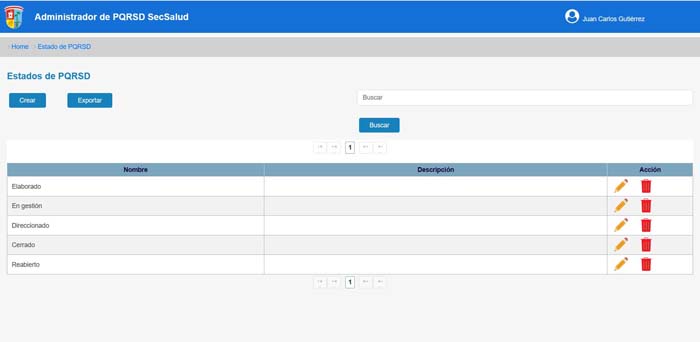 Administrador de PQRSD SecSalud
Juan Carlos Gutiérrez
Home Estado de PQRSD
Estados de PQRSD
Crear Exportar Buscar
Buscar
1
Nombre Descripción Acción
Elaborado
En gestión
Direccionado
Cerrado
Reabierto
1